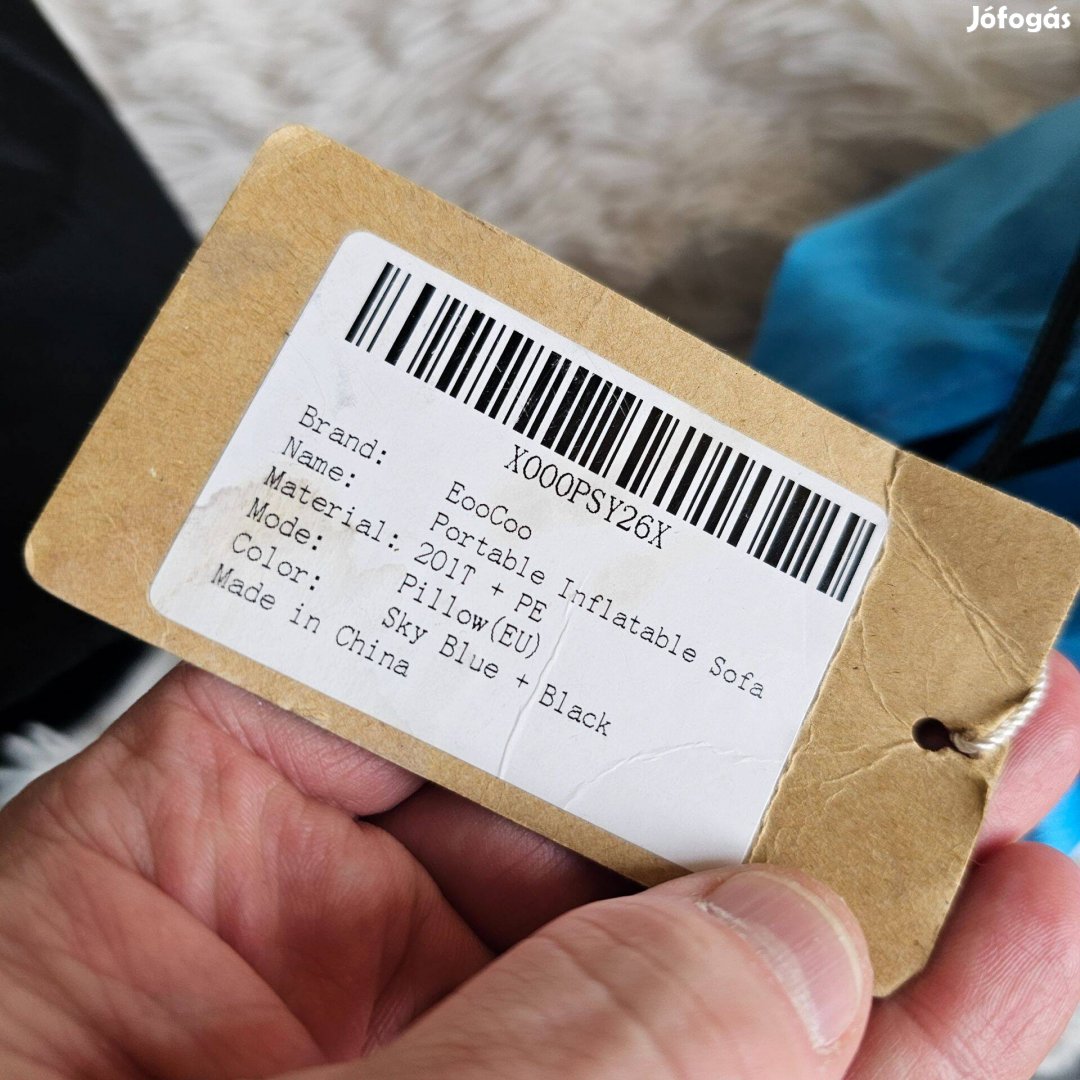 Jófogás
X000PSY26X
Brand: EooCoo
Name: Portable Inflatable Sofa
Material: 201T + PE
Mode: Pillow(EU)
Color: Sky Blue + Black
Made in China